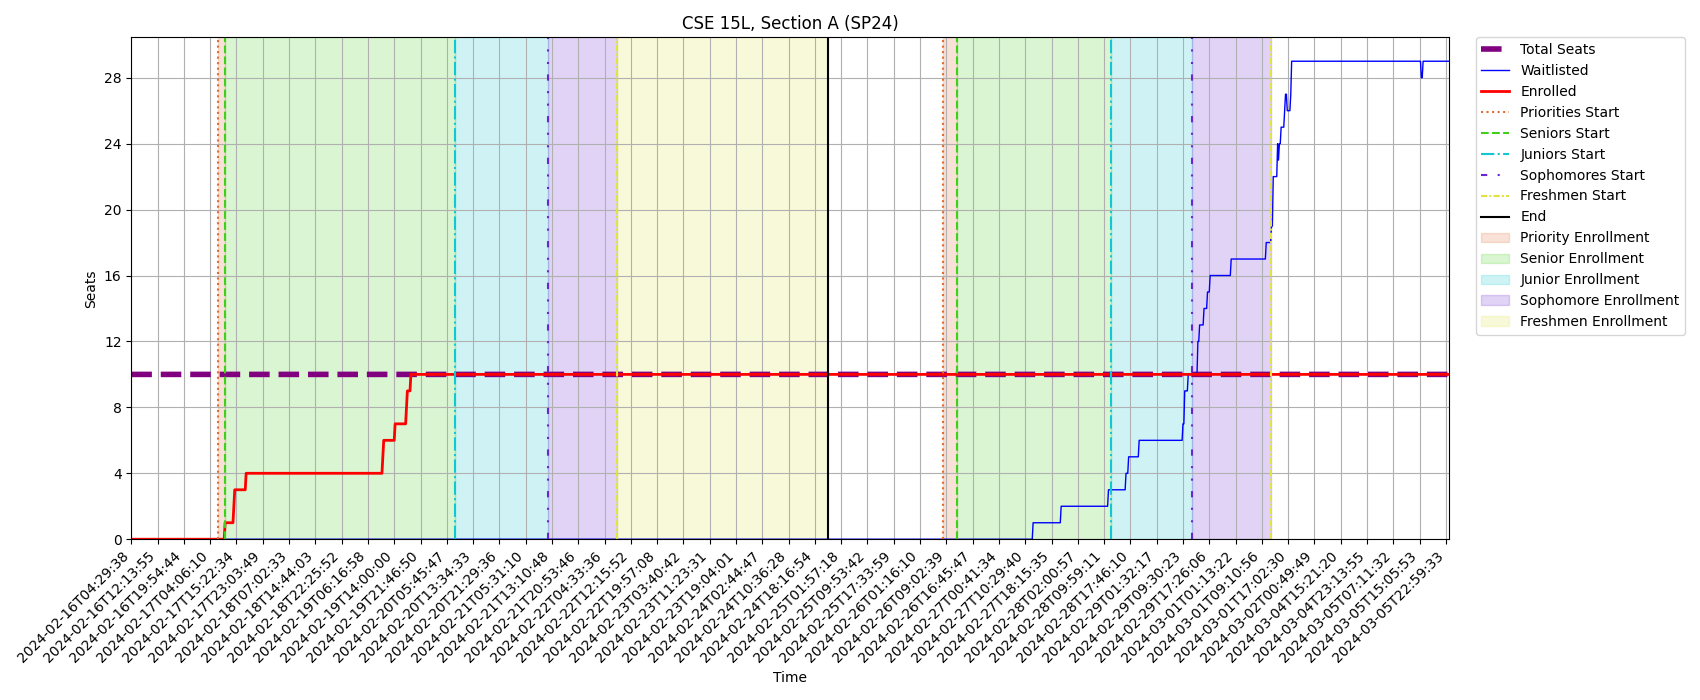 CSE 15L, Section A (SP24)
Seats
28
24
20
16
12
8
4
0
2024-02-16T04:29:38
2024-02-16T12:13:55
2024-02-16T19:54:44
2024-02-17T04:06:10
2024-02-17T15:22:34
2024-02-17T23:03:49
2024-02-18T07:02:33
2024-02-18T14:44:03
2024-02-18T22:25:52
2024-02-19T06:16:58
2024-02-19T14:00:00
2024-02-19T21:46:50
2024-02-20T05:45:47
2024-02-20T13:34:33
2024-02-20T21:29:36
2024-02-21T05:31:10
2024-02-21T13:10:48
2024-02-21T20:53:46
2024-02-22T04:33:36
2024-02-22T12:15:52
2024-02-22T19:57:08
2024-02-23T03:40:42
2024-02-23T11:23:31
2024-02-23T19:04:01
2024-02-24T02:44:47
2024-02-24T10:36:28
2024-02-24T18:16:54
2024-02-25T01:57:18
2024-02-25T09:53:42
2024-02-25T17:33:59
2024-02-26T01:16:10
2024-02-26T09:02:39
2024-02-26T16:45:47
2024-02-27T00:41:34
2024-02-27T10:29:40
2024-02-27T18:15:35
2024-02-28T02:00:57
2024-02-28T09:59:11
2024-02-28T17:46:10
2024-02-29T01:32:17
2024-02-29T09:30:23
2024-02-29T17:26:06
2024-03-01T01:13:22
2024-03-01T09:10:56
2024-03-01T17:02:30
2024-03-02T00:49:49
2024-03-04T15:21:20
2024-03-04T23:13:55
2024-03-05T07:11:32
2024-03-05T15:05:53
2024-03-05T22:59:33
Time
Total Seats
Waitlisted
Enrolled
Priorities Start
Seniors Start
Juniors Start
Sophomores Start
Freshmen Start
End
Priority Enrollment
Senior Enrollment
Junior Enrollment
Sophomore Enrollment
Freshmen Enrollment